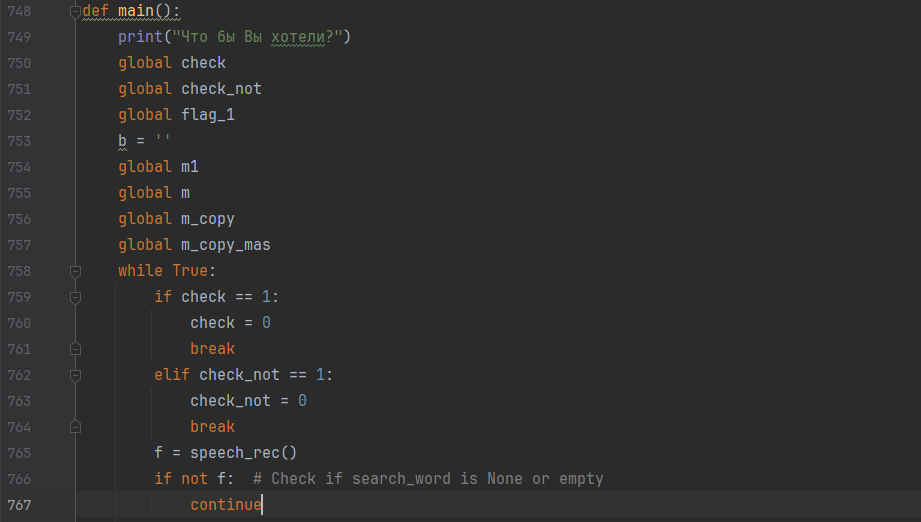 748 def main():
749     print("Что бы Вы хотели?")
750     global check
751     global check_not
752     global flag_1
753     b = ''
754     global m1
755     global m
756     global m_copy
757     global m_copy_mas
758     while True:
759         if check == 1:
760             check = 0
761             break
762         elif check_not == 1:
763             check_not = 0
764             break
765         f = speech_rec()
766         if not f:  # Check if search_word is None or empty
767             continue